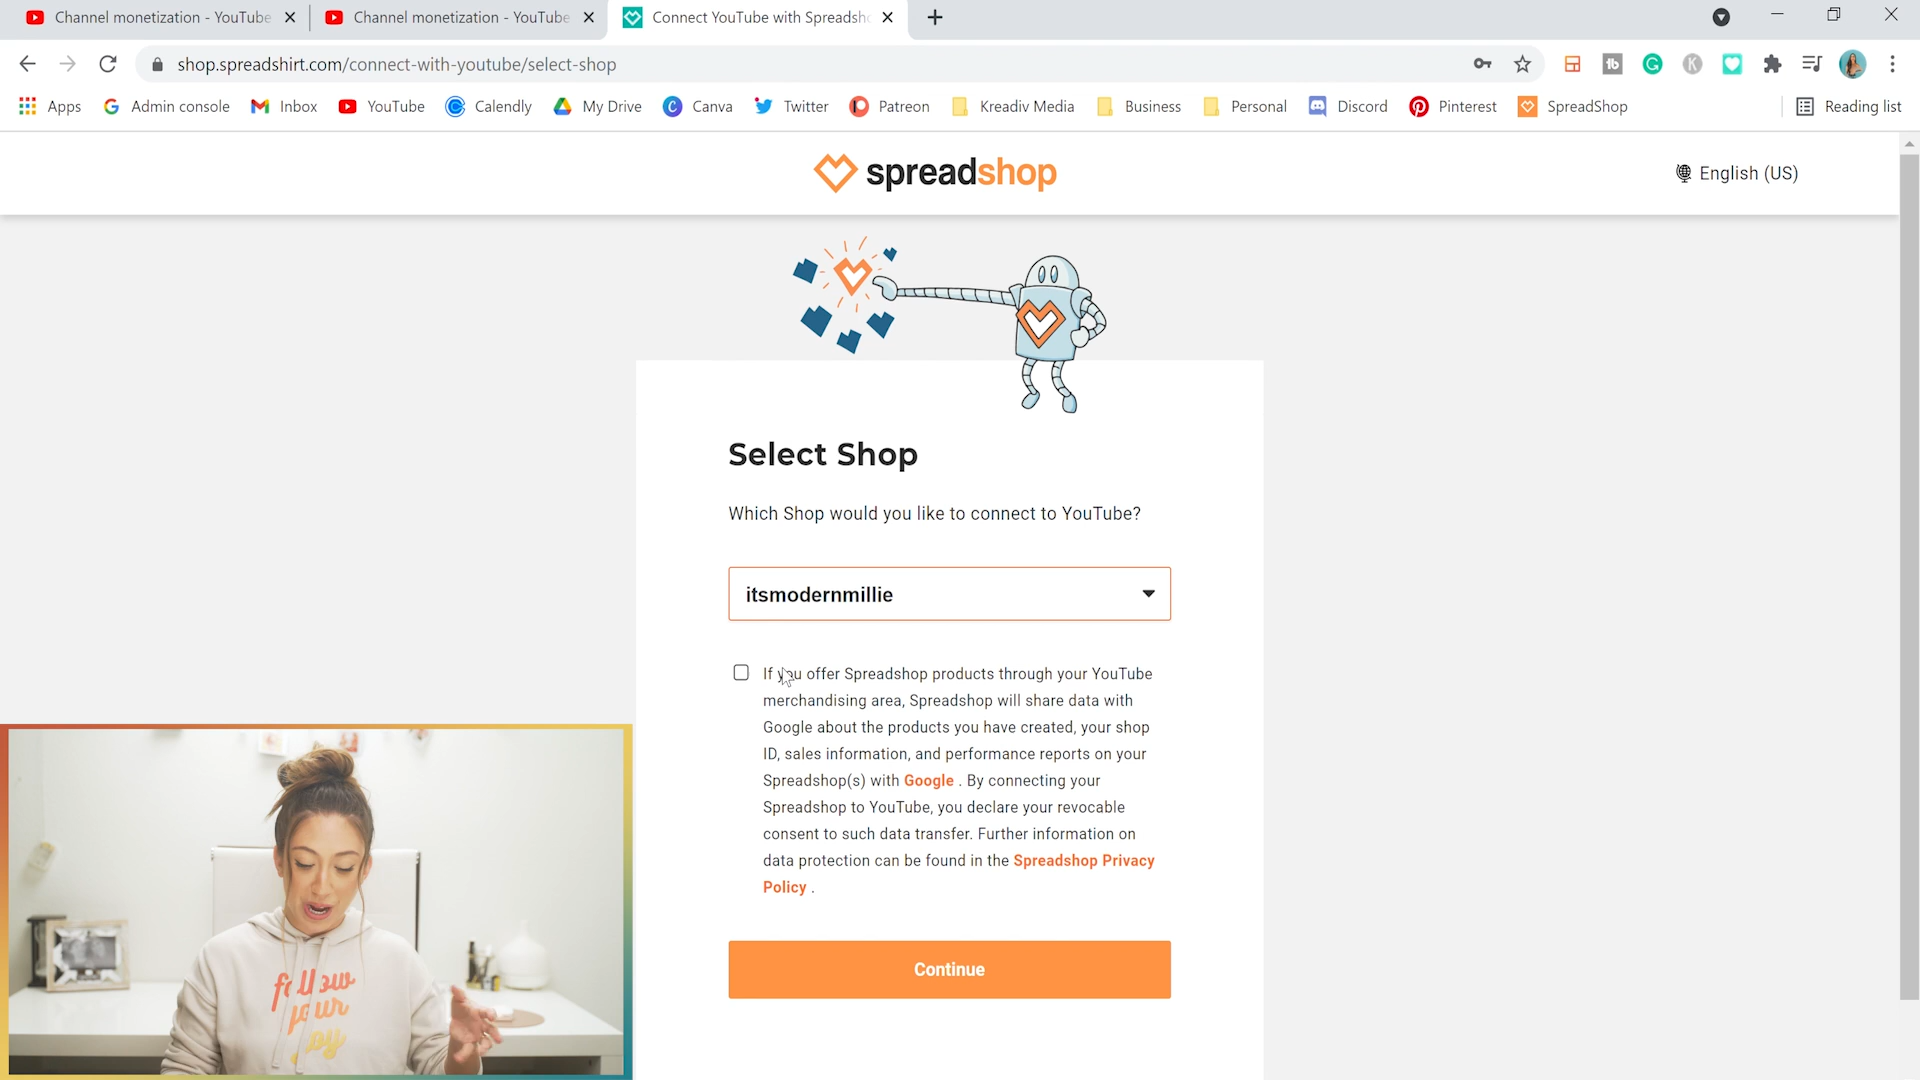 Channel monetization - YouTube
Channel monetization - YouTube
Connect YouTube with Spreadsh
shop.spreadshirt.com/connect-with-youtube/select-shop
Apps
Admin console
Inbox
YouTube
Calendly
My Drive
Canva
Twitter
Patreon
Kreadiv Media
Business
Personal
Discord
Pinterest
SpreadShop
Reading list
spreadshop
English (US)
Select Shop
Which Shop would you like to connect to YouTube?
itsmodernmillie
If you offer Spreadshop products through your YouTube
merchandising area, Spreadshop will share data with
Google about the products you have created, your shop
ID, sales information, and performance reports on your
Spreadshop(s) with Google . By connecting your
Spreadshop to YouTube, you declare your revocable
consent to such data transfer. Further information on
data protection can be found in the Spreadshop Privacy
Policy .
Continue
follow
your
joy